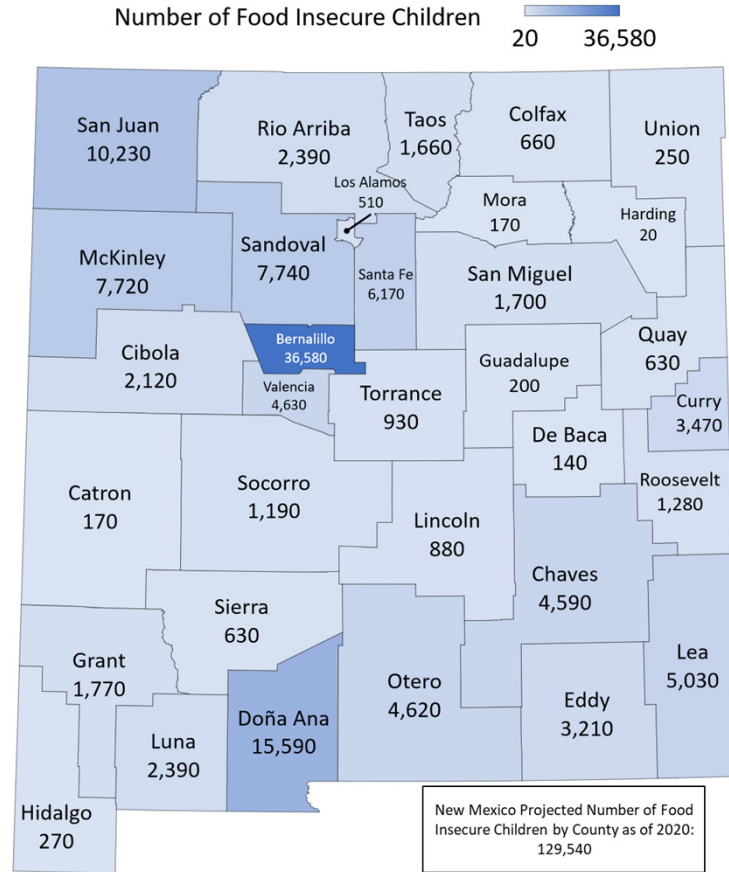 Number of Food Insecure Children
20 36,580
San Juan
10,230
Rio Arriba
2,390
Taos
1,660
Colfax
660
Union
250
Los Alamos
510
Mora
170
Harding
20
McKinley
7,720
Sandoval
7,740
Santa Fe
6,170
San Miguel
1,700
Cibola
2,120
Bernalillo
36,580
Valencia
4,630
Torrance
930
Guadalupe
200
Quay
630
Curry
3,470
De Baca
140
Roosevelt
1,280
Catron
170
Socorro
1,190
Lincoln
880
Chaves
4,590
Sierra
630
Grant
1,770
Luna
2,390
Doña Ana
15,590
Otero
4,620
Eddy
3,210
Lea
5,030
Hidalgo
270
New Mexico Projected Number of Food
Insecure Children by County as of 2020:
129,540